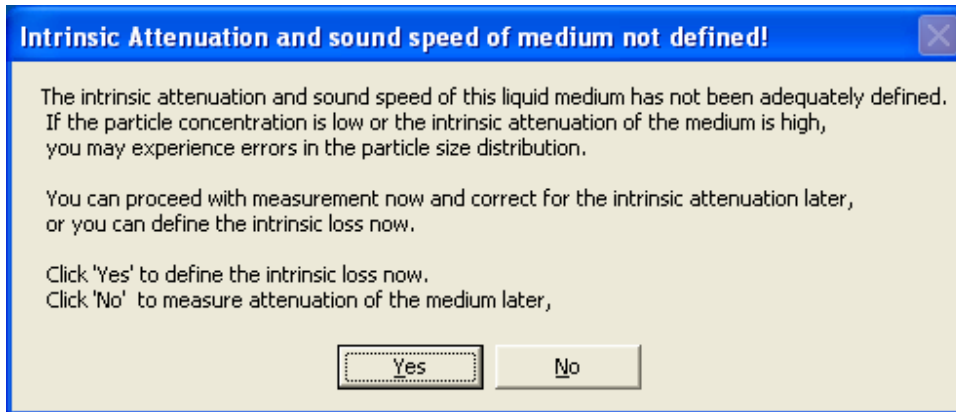 Intrinsic Attenuation and sound speed of medium not defined!
The intrinsic attenuation and sound speed of this liquid medium has not been adequately defined.
If the particle concentration is low or the intrinsic attenuation of the medium is high,
you may experience errors in the particle size distribution.
You can proceed with measurement now and correct for the intrinsic attenuation later,
or you can define the intrinsic loss now.
Click 'Yes' to define the intrinsic loss now.
Click 'No' to measure attenuation of the medium later,
Yes
No